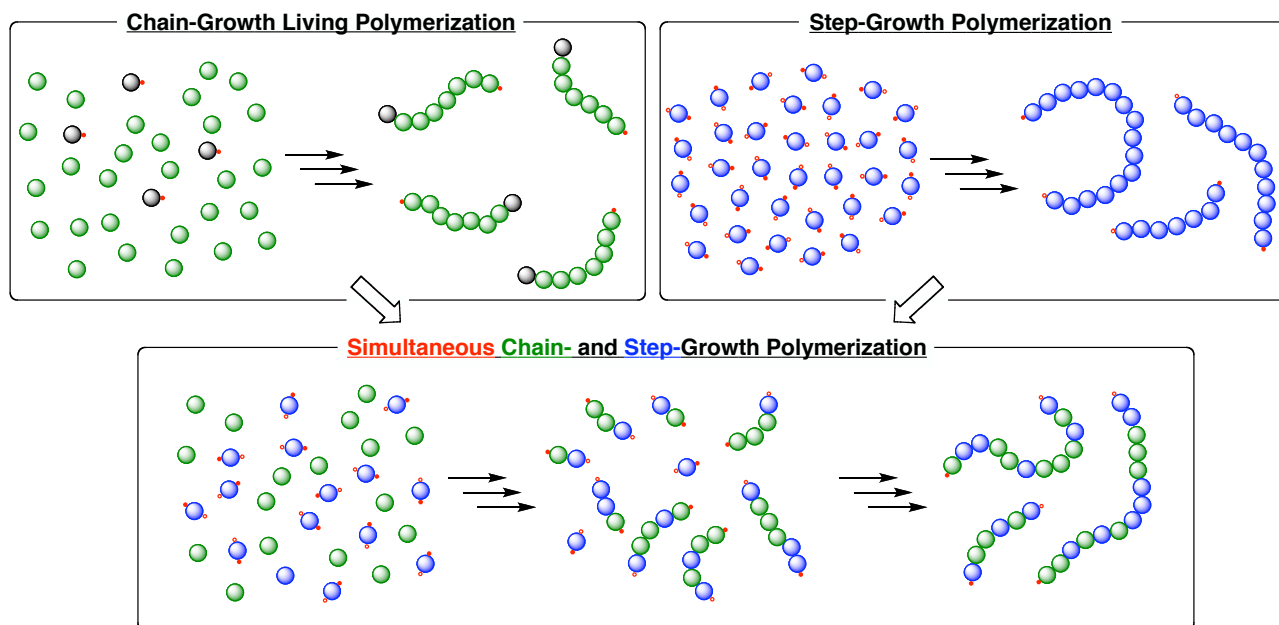 Chain-Growth Living Polymerization
Step-Growth Polymerization
Simultaneous Chain- and Step-Growth Polymerization